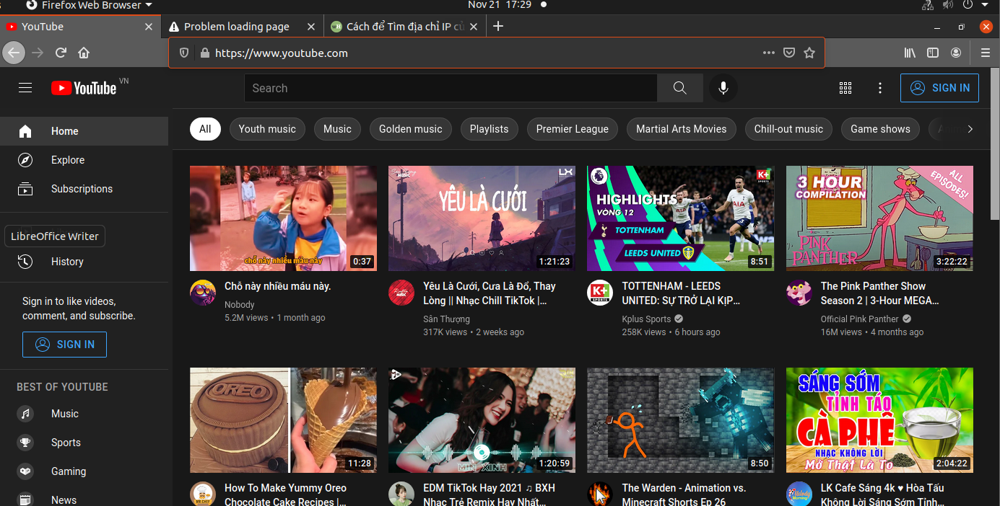 Firefox Web Browser
Nov 21 17:29
YouTube
Problem loading page
Cách để Tìm địa chỉ IP củ
https://www.youtube.com
YouTube VN
Search
SIGN IN
Home
Explore
Subscriptions
LibreOffice Writer
History
Sign in to like videos,
comment, and subscribe.
SIGN IN
BEST OF YOUTUBE
Music
Sports
Gaming
News
All
Youth music
Music
Golden music
Playlists
Premier League
Martial Arts Movies
Chill-out music
Game shows
chỗ này nhiều máu này
0:37
Chỗ này nhiều máu này.
Nobody
5.2M views • 1 month ago
MUSIC
LX
YÊU LÀ CƯỚI
1:21:23
Yêu Là Cưới, Cưa Là Đổ, Thay
Lòng || Nhạc Chill TikTok |...
Sân Thượng
317K views • 2 weeks ago
K+
SPORTS
HIGHLIGHTS
VÒNG 12
TOTTENHAM
LEEDS UNITED
AIA
8:51
K+
SPORTS
TOTTENHAM - LEEDS
UNITED: SỰ TRỞ LẠI KỊP...
Kplus Sports
258K views • 6 hours ago
3 HOUR
COMPILATION
ALL
EPISODES!
PINK
PANTHER
3:22:22
The Pink Panther Show
Season 2 | 3-Hour MEGA...
Official Pink Panther
16M views • 4 months ago
OREO
11:28
MR CHEF
How To Make Yummy Oreo
Chocolate Cake Recipes |...
MIN XINH
1:20:59
EDM TikTok Hay 2021 ♫ BXH
Nhạc Trẻ Remix Hay Nhất...
8:50
The Warden - Animation vs.
Minecraft Shorts Ep 26
SÁNG SỚM
TỈNH TÁO
CÀ PHÊ
NHẠC KHÔNG LỜI
Mở Thật Là To
2:04:22
LK Cafe Sáng 4k ♥ Hòa Tấu
Không Lời Sáng Sớm Tỉnh...